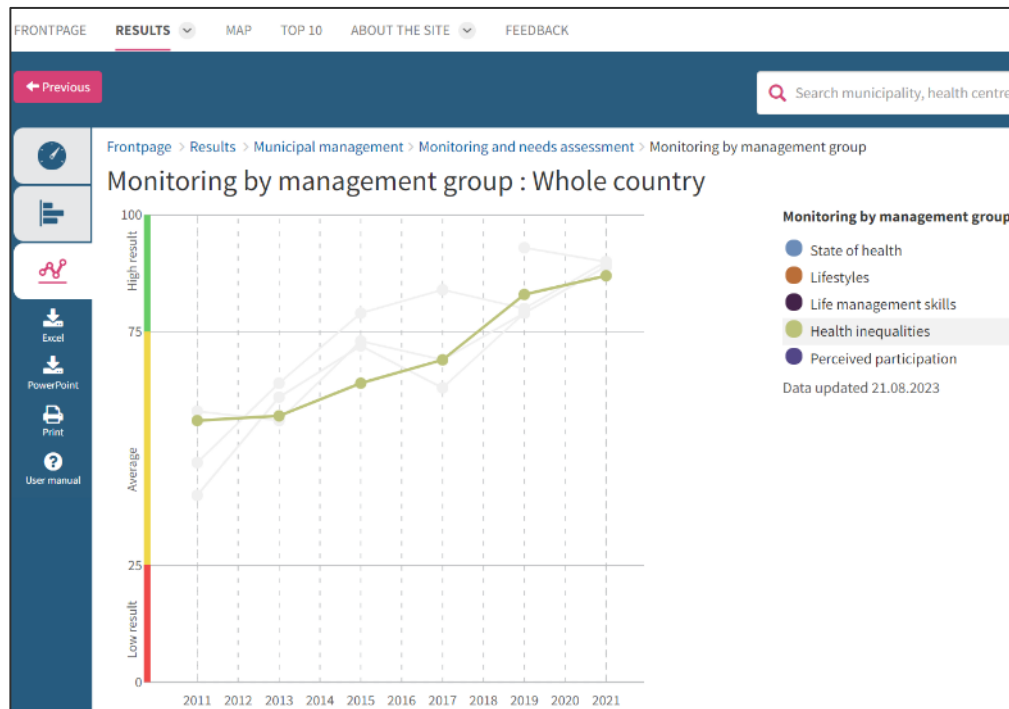 FRONTPAGE RESULTS MAP TOP 10 ABOUT THE SITE FEEDBACK
Previous
Search municipality, health centre
Frontpage > Results > Municipal management > Monitoring and needs assessment > Monitoring by management group
Monitoring by management group : Whole country
100
High result
75
Average
25
Low result
0
2011 2012 2013 2014 2015 2016 2017 2018 2019 2020 2021
Excel
PowerPoint
Print
User manual
Monitoring by management group
State of health
Lifestyles
Life management skills
Health inequalities
Perceived participation
Data updated 21.08.2023